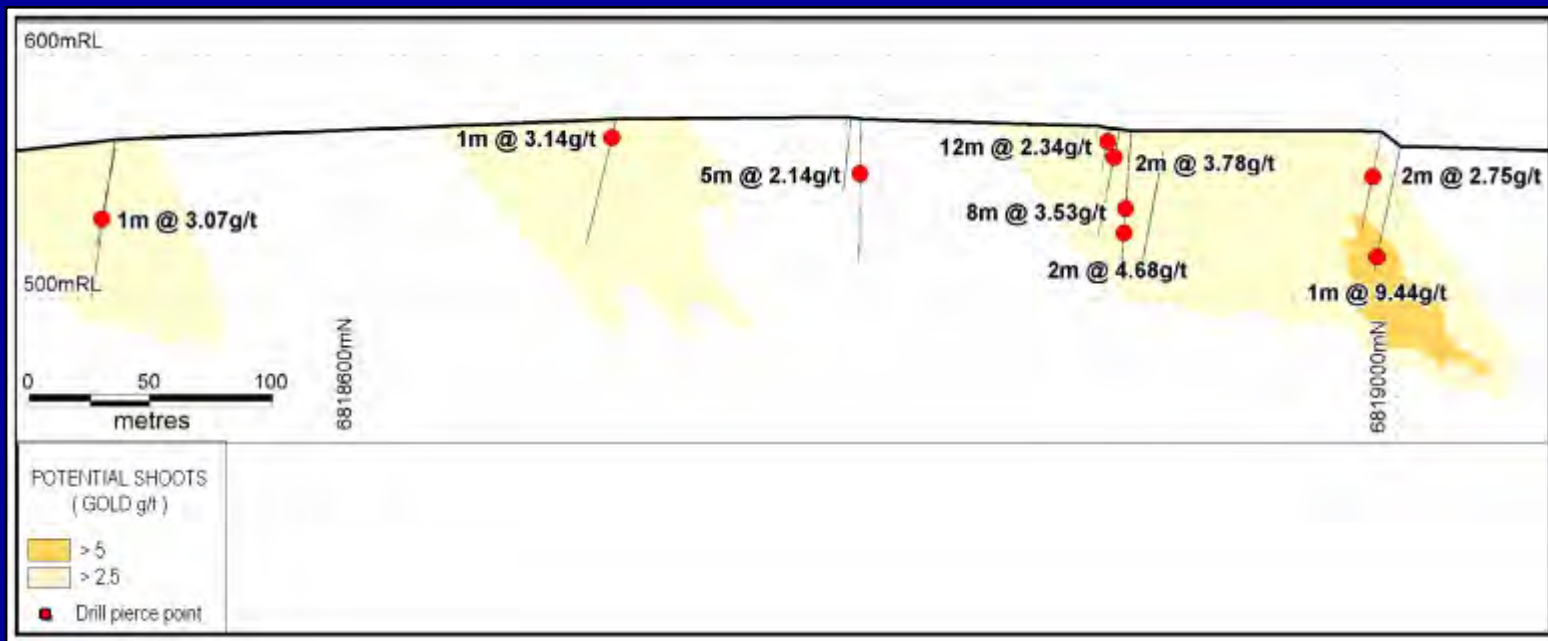 600mRL
1m @ 3.14g/t
12m @ 2.34g/t
5m @ 2.14g/t
2m @ 3.78g/t
2m @ 2.75g/t
1m @ 3.07g/t
8m @ 3.53g/t
2m @ 4.68g/t
500mRL
1m @ 9.44g/t
6818600mN
6819000mN
0 50 100
metres
POTENTIAL SHOOTS
( GOLD g/t )
> 5
> 2.5
Drill pierce point